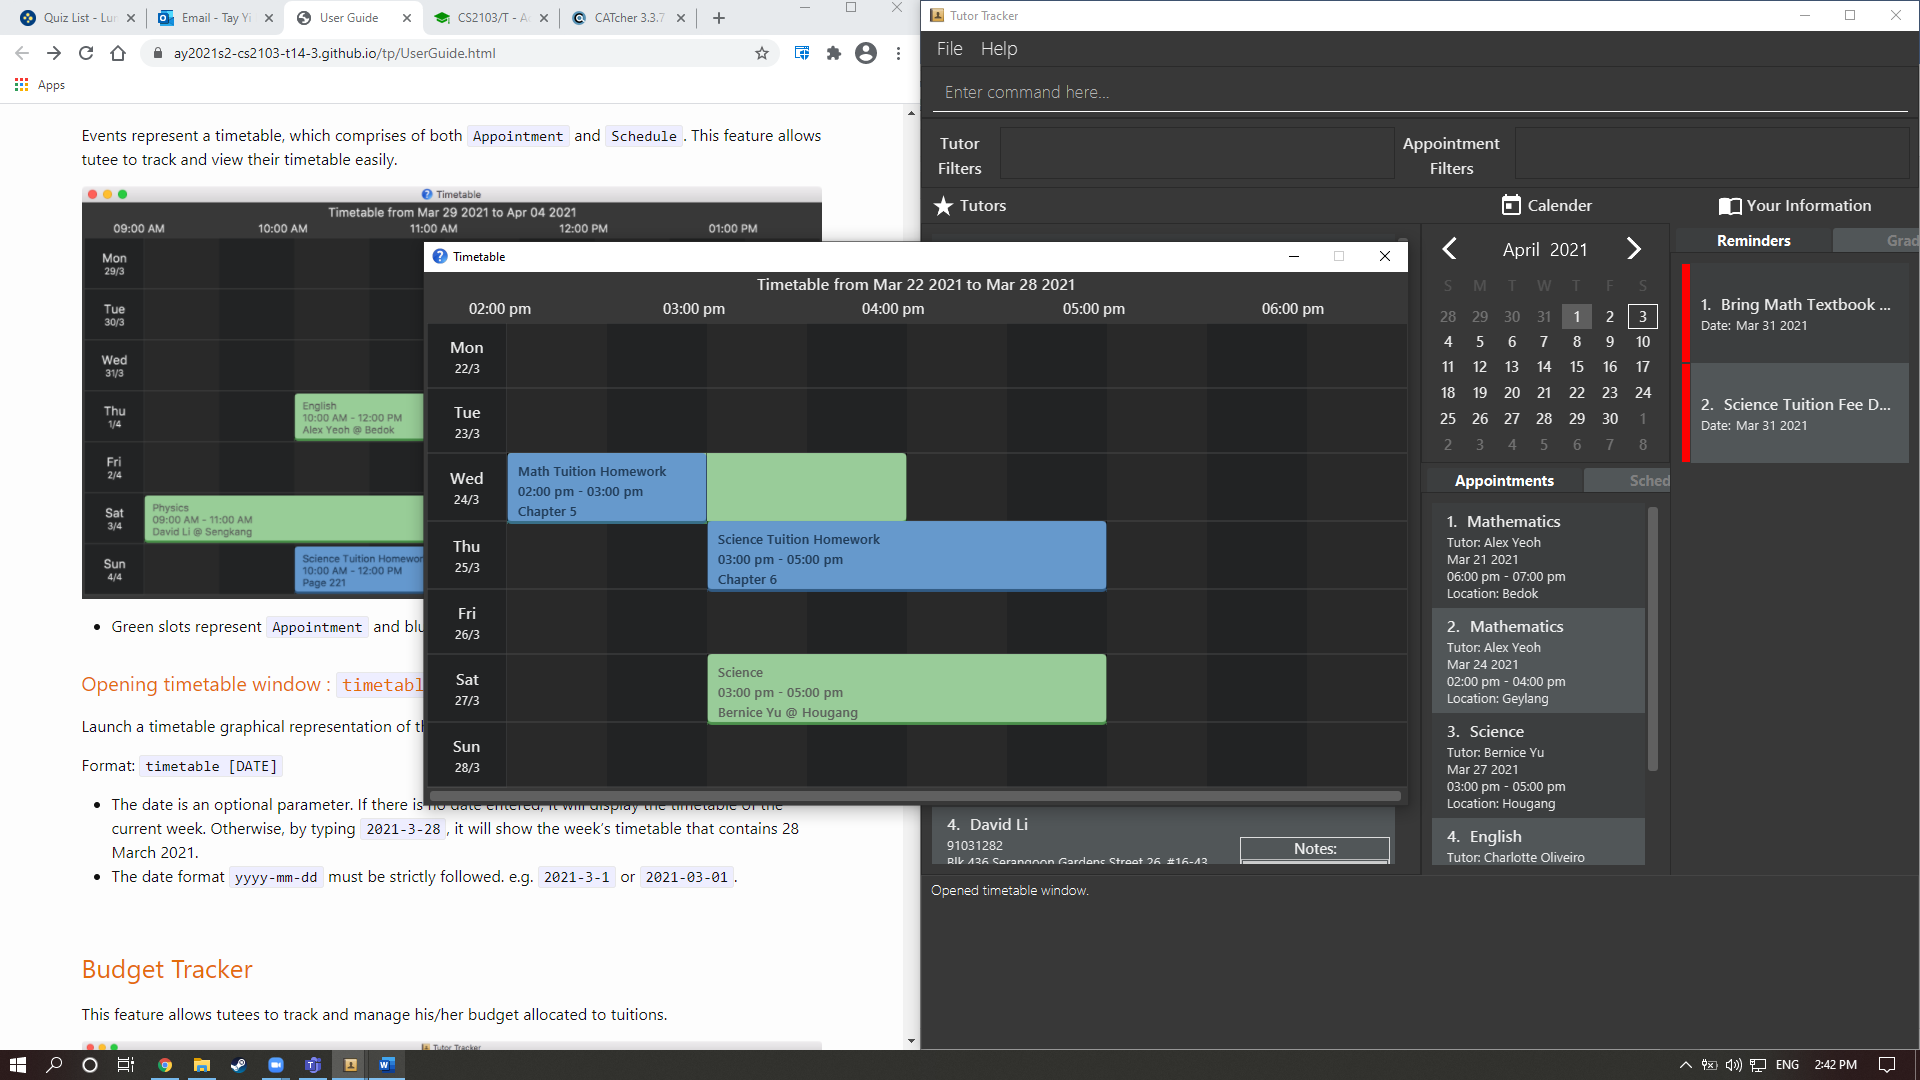 Quiz List - Lun
Email - Tay Yi
User Guide
CS2103/T - A
CATcher 3.3.7
ay2021s2-cs2103-t14-3.github.io/tp/UserGuide.html
Apps
Events represent a timetable, which comprises of both Appointment and Schedule. This feature allows
tutee to track and view their timetable easily.
Timetable
Timetable from Mar 29 2021 to Apr 04 2021
09:00 AM 10:00 AM 11:00 AM 12:00 PM 01:00 PM
Mon
29/3
Tue
30/3
Wed
31/3
Thu
1/4
English
10:00 AM - 12:00 PM
Alex Yeoh @ Bedok
Fri
2/4
Sat
3/4
Physics
09:00 AM - 11:00 AM
David Li @ Sengkang
Sun
4/4
Science Tuition Homewor
10:00 AM - 12:00 PM
Page 221
Green slots represent Appointment and blu
Opening timetable window : timetabl
Launch a timetable graphical representation of th
Format: timetable [DATE]
The date is an optional parameter. If there is no date entered, it will display the timetable of the
current week. Otherwise, by typing 2021-3-28, it will show the week's timetable that contains 28
March 2021.
The date format yyyy-mm-dd must be strictly followed. e.g. 2021-3-1 or 2021-03-01.
Budget Tracker
This feature allows tutees to track and manage his/her budget allocated to tuitions.
Tutor Tracker
Timetable
Timetable from Mar 22 2021 to Mar 28 2021
02:00 pm 03:00 pm 04:00 pm 05:00 pm 06:00 pm
Mon
22/3
Tue
23/3
Wed
24/3
Math Tuition Homework
02:00 pm - 03:00 pm
Chapter 5
Thu
25/3
Science Tuition Homework
03:00 pm - 05:00 pm
Chapter 6
Fri
26/3
Sat
27/3
Science
03:00 pm - 05:00 pm
Bernice Yu @ Hougang
Sun
28/3
Tutor Tracker
File Help
Enter command here...
Tutor
Filters
Appointment
Filters
Tutors
Calender
Your Information
4. David Li
91031282
Blk 436 Serangoon Gardens Street 26, #16-43
Notes:
April 2021
S M T W T F S
28 29 30 31 1 2 3
4 5 6 7 8 9 10
11 12 13 14 15 16 17
18 19 20 21 22 23 24
25 26 27 28 29 30 1
2 3 4 5 6 7 8
Appointments Sched
1. Mathematics
Tutor: Alex Yeoh
Mar 21 2021
06:00 pm - 07:00 pm
Location: Bedok
2. Mathematics
Tutor: Alex Yeoh
Mar 24 2021
02:00 pm - 04:00 pm
Location: Geylang
3. Science
Tutor: Bernice Yu
Mar 27 2021
03:00 pm - 05:00 pm
Location: Hougang
4. English
Tutor: Charlotte Oliveiro
Reminders Grad
1. Bring Math Textbook ...
Date: Mar 31 2021
2. Science Tuition Fee D...
Date: Mar 31 2021
Opened timetable window.
ENG
2:42 PM